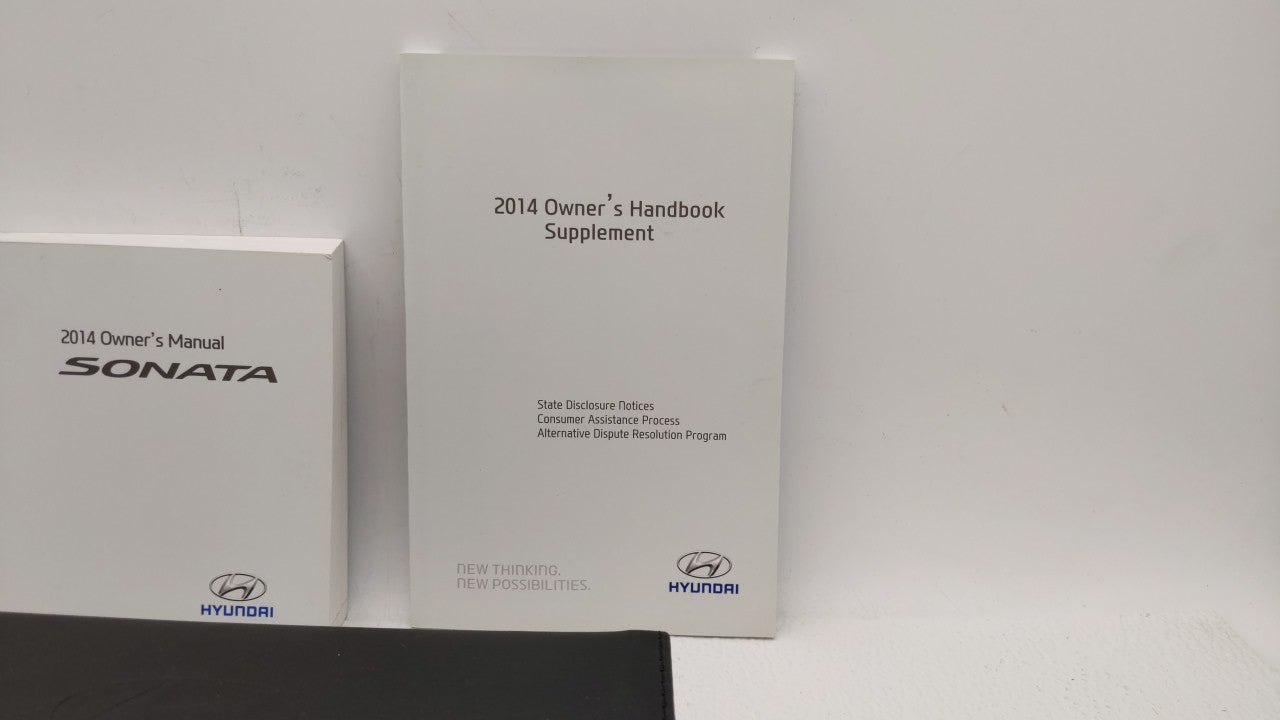 2014 Owner's Manual
SONATA
HYUNDAI
2014 Owner's Handbook
Supplement
State Disclosure Notices
Consumer Assistance Process
Alternative Dispute Resolution Program
NEW THINKING.
NEW POSSIBILITIES.
HYUNDAI